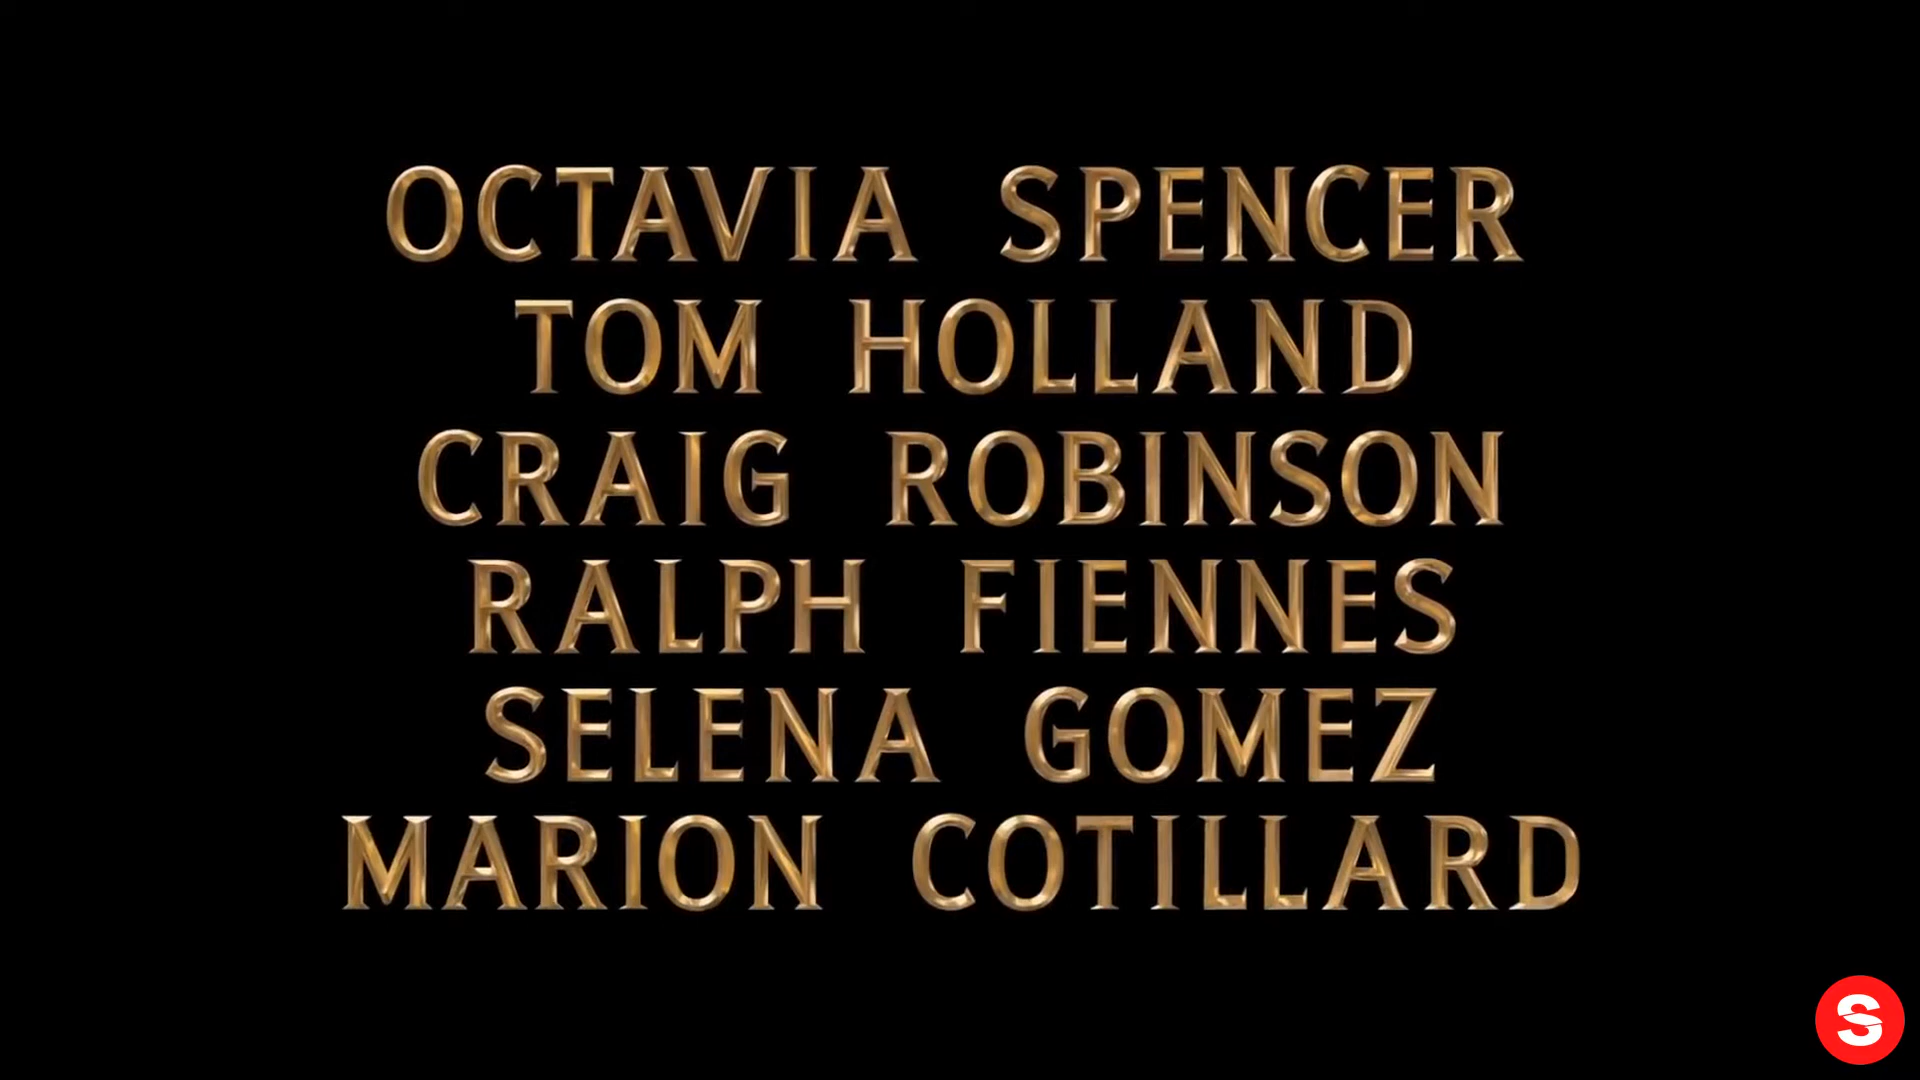 OCTAVIA SPENCER
TOM HOLLAND
CRAIG ROBINSON
RALPH FIENNES
SELENA GOMEZ
MARION COTILLARD
S